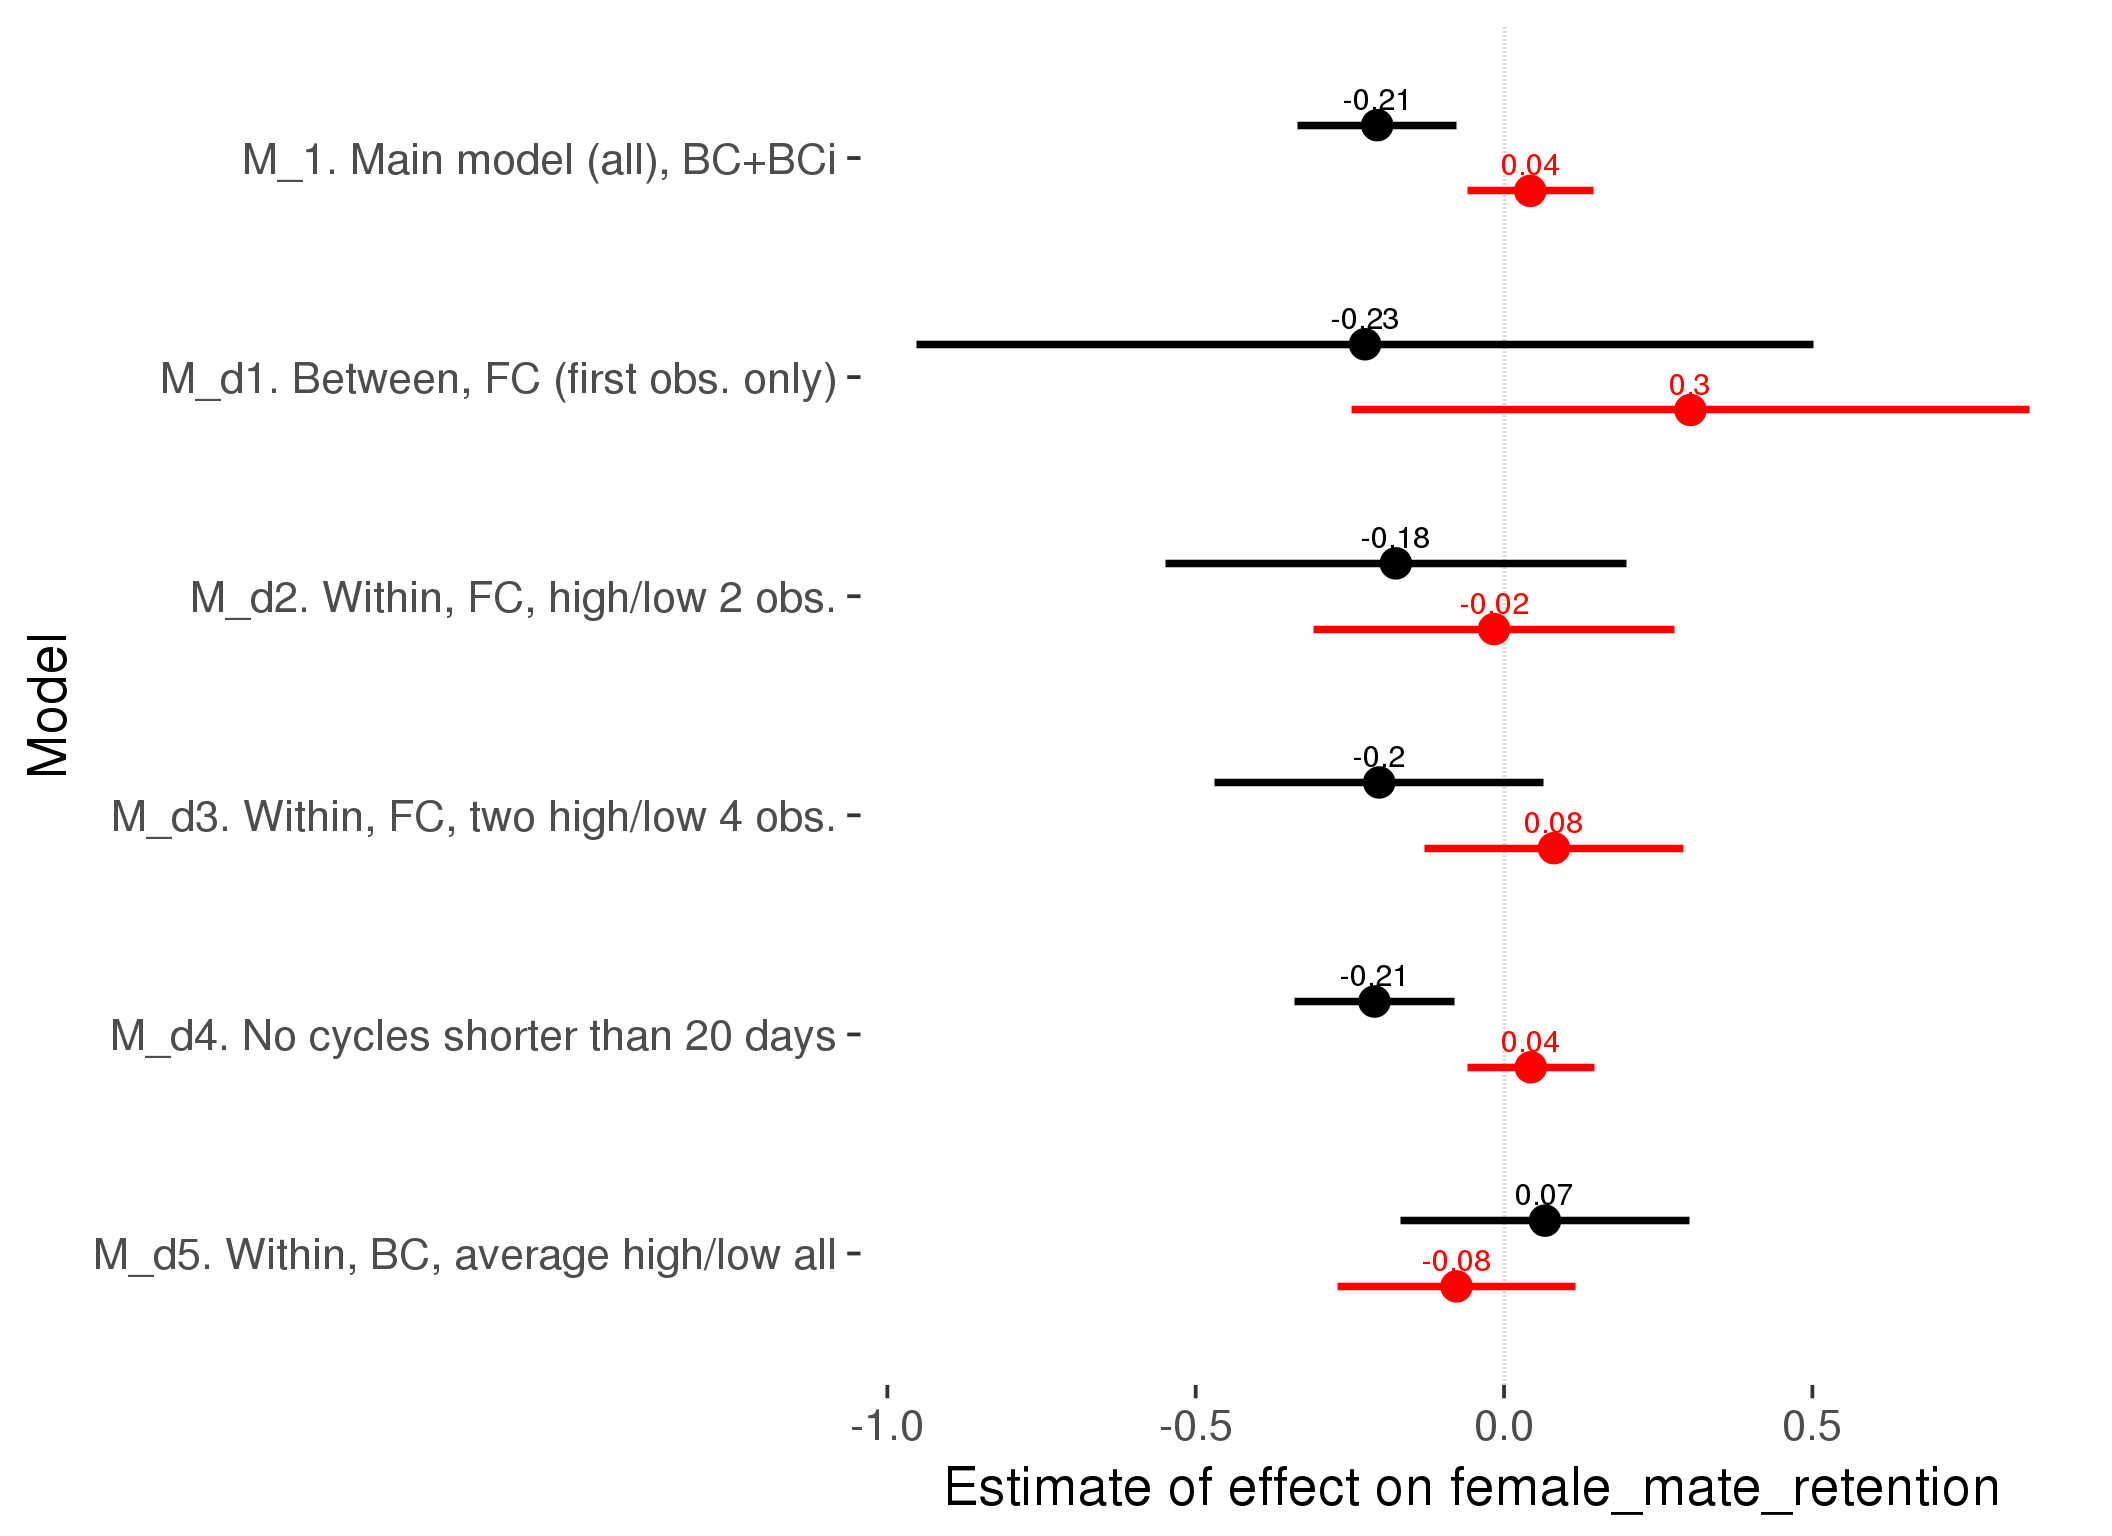 -0.21
M_1. Main model (all), BC+BCi
0.04
-0.23
M_d1. Between, FC (first obs. only)
0.3
-0.18
M_d2. Within, FC, high/low 2 obs.
-0.02
Model
-0.2
M_d3. Within, FC, two high/low 4 obs.
0.08
-0.21
M_d4. No cycles shorter than 20 days
0.04
0.07
M_d5. Within, BC, average high/low all
-0.08
-1.0 -0.5 0.0 0.5
Estimate of effect on female_mate_retention